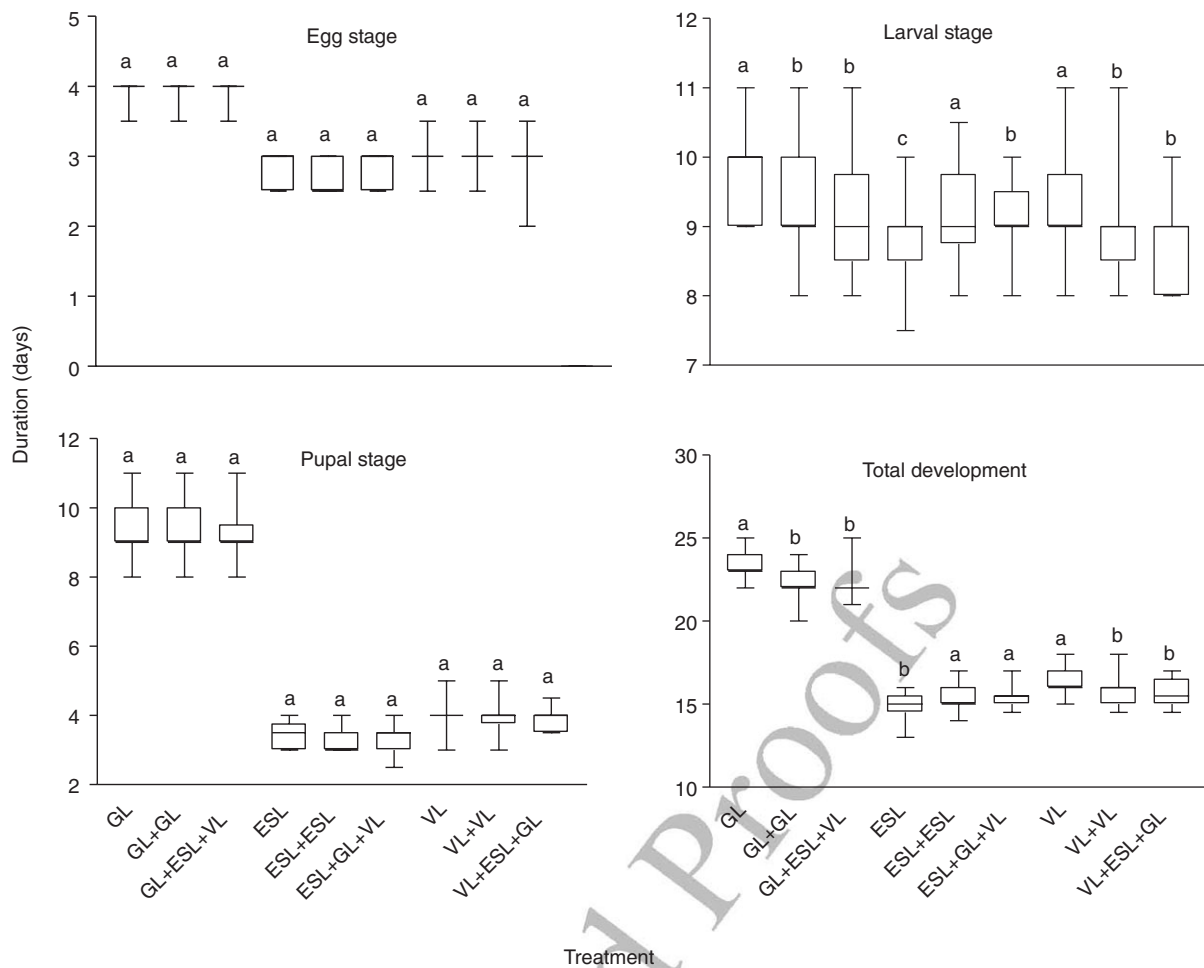 Egg stage
5
4
3
2
1
0
a a a a a a a a a
Larval stage
12
11
10
9
8
7
a b b c a b a b b
Duration (days)
Pupal stage
12
10
8
6
4
2
a a a a a a a a a
GL
GL+GL
GL+ESL+VL
ESL
ESL+ESL
ESL+GL+VL
VL
VL+VL
VL+ESL+GL
Total development
30
25
20
15
10
a b b b a a a b b
GL
GL+GL
GL+ESL+VL
ESL
ESL+ESL
ESL+GL+VL
VL
VL+VL
VL+ESL+GL
Treatment
d Proofs